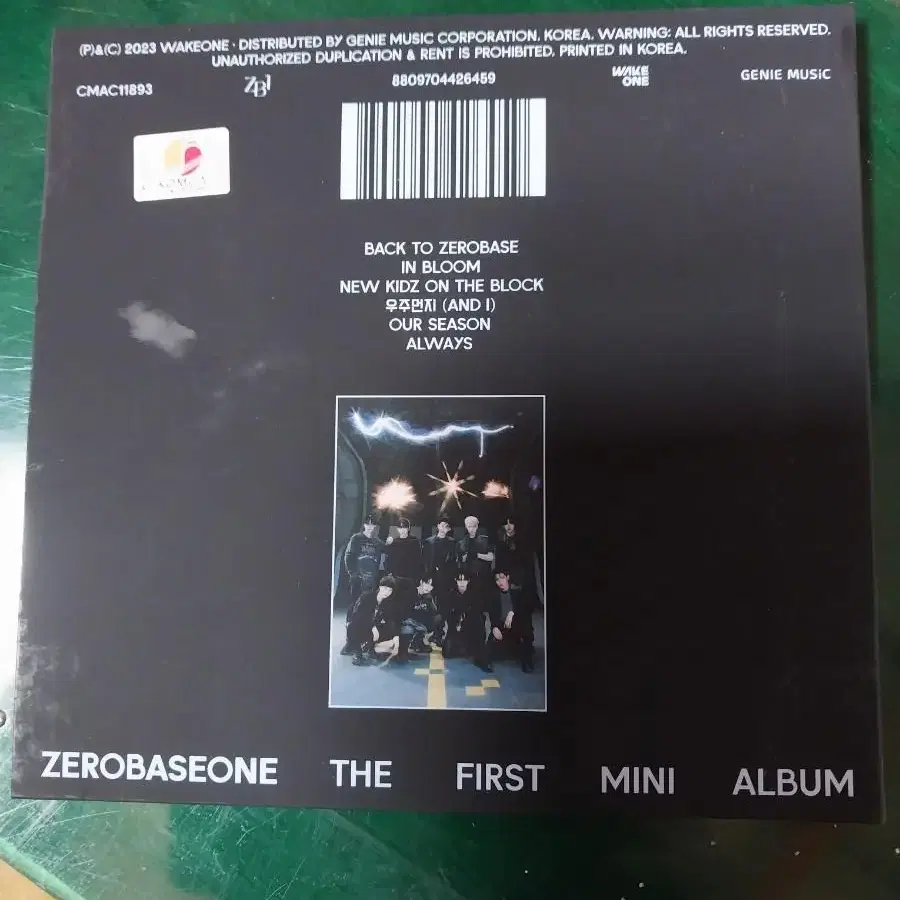 (P)&(C) 2023 WAKEONE · DISTRIBUTED BY GENIE MUSIC CORPORATION, KOREA. WARNING: ALL RIGHTS RESERVED.
UNAUTHORIZED DUPLICATION & RENT IS PROHIBITED. PRINTED IN KOREA.
CMAC11893
ZB1
8809704426459
WAKE
ONE
GENIE MUSiC
BACK TO ZEROBASE
IN BLOOM
NEW KIDZ ON THE BLOCK
우주먼지 (AND I)
OUR SEASON
ALWAYS
ZEROBASEONE THE FIRST MINI ALBUM